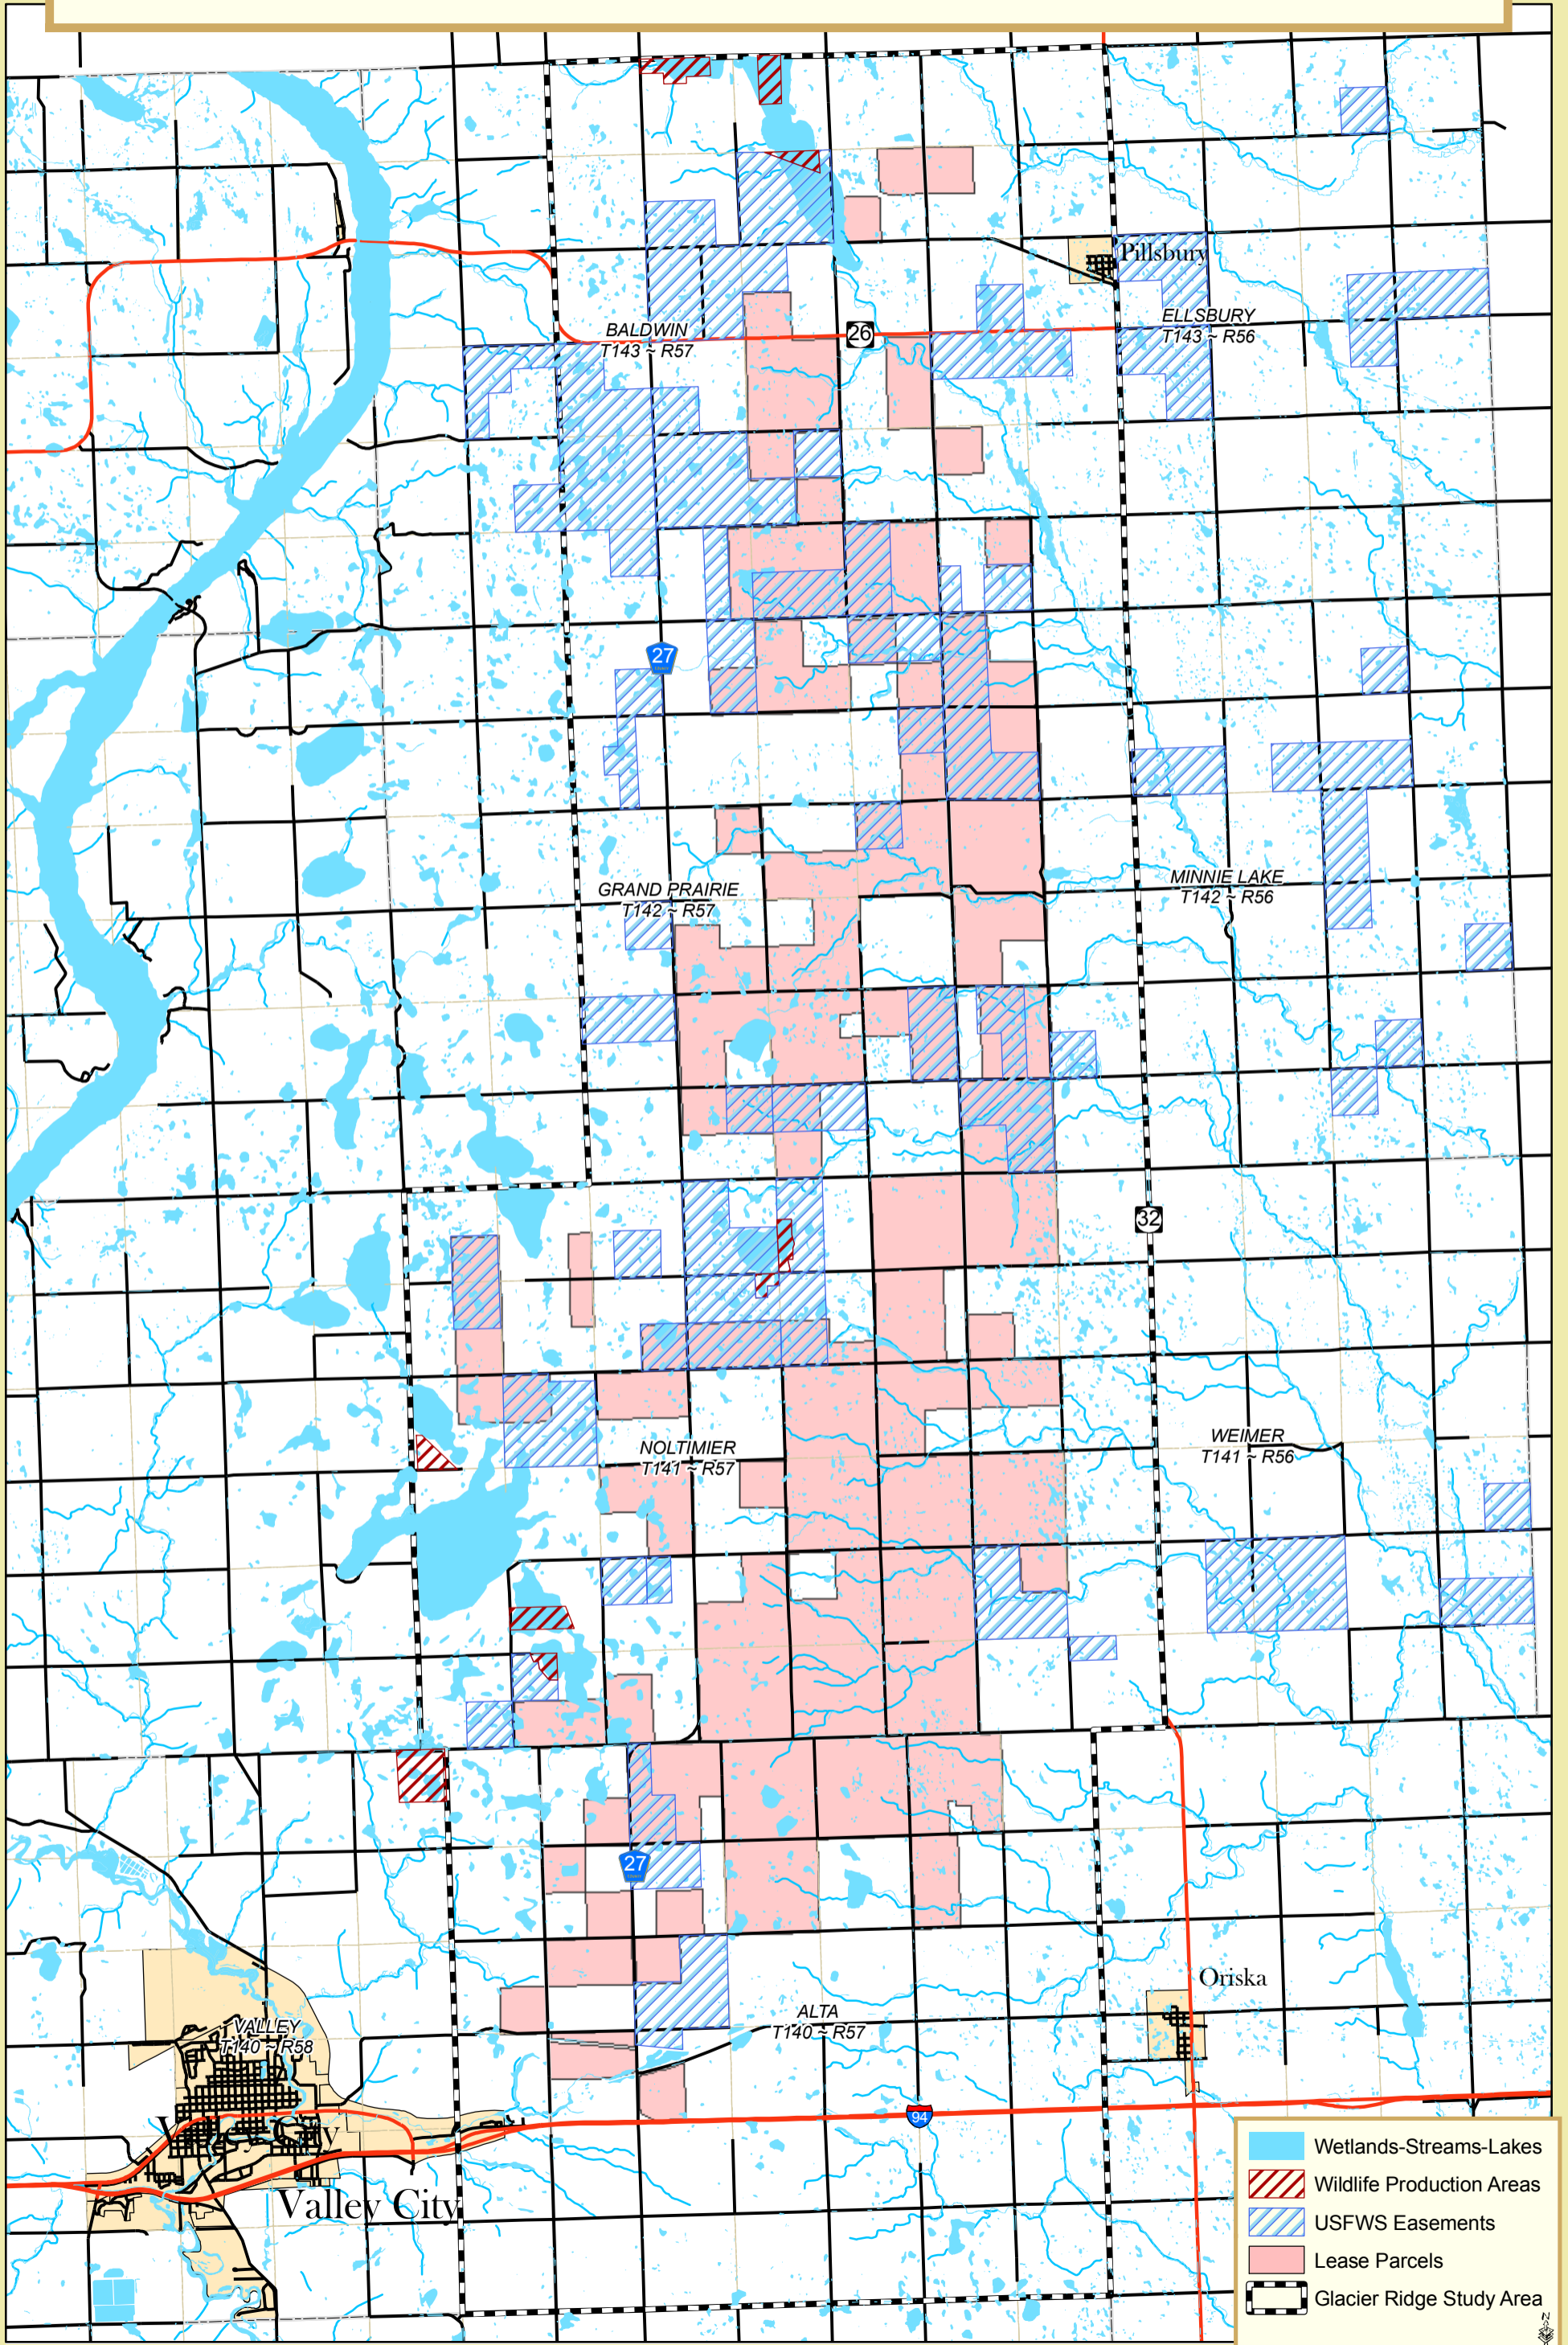 Pillsbury
BALDWIN
T143 ~ R57
26
ELLSBURY
T143 ~ R56
27
GRAND PRAIRIE
T142 ~ R57
MINNIE LAKE
T142 ~ R56
32
NOLTIMIER
T141 ~ R57
WEIMER
T141 ~ R56
27
Oriska
ALTA
T140 ~ R57
VALLEY
T140 ~ R58
Valley City
94
Valley City
Wetlands-Streams-Lakes
Wildlife Production Areas
USFWS Easements
Lease Parcels
Glacier Ridge Study Area
N